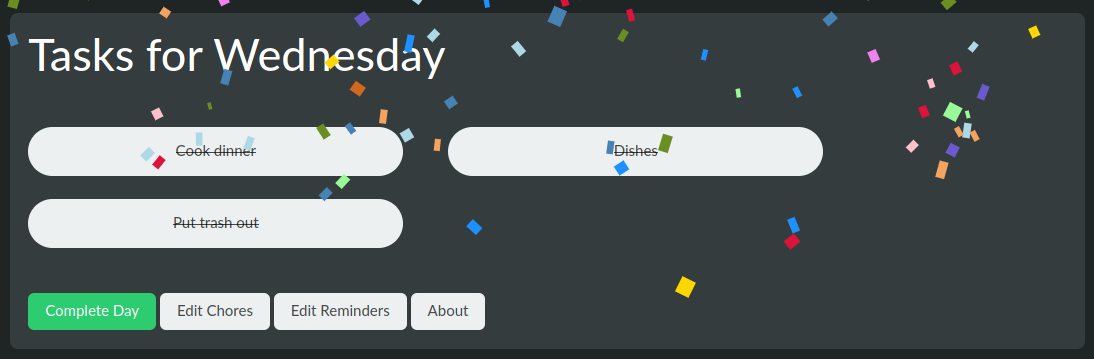 Tasks for Wednesday
Cook dinner
Dishes
Put trash out
Complete Day
Edit Chores
Edit Reminders
About